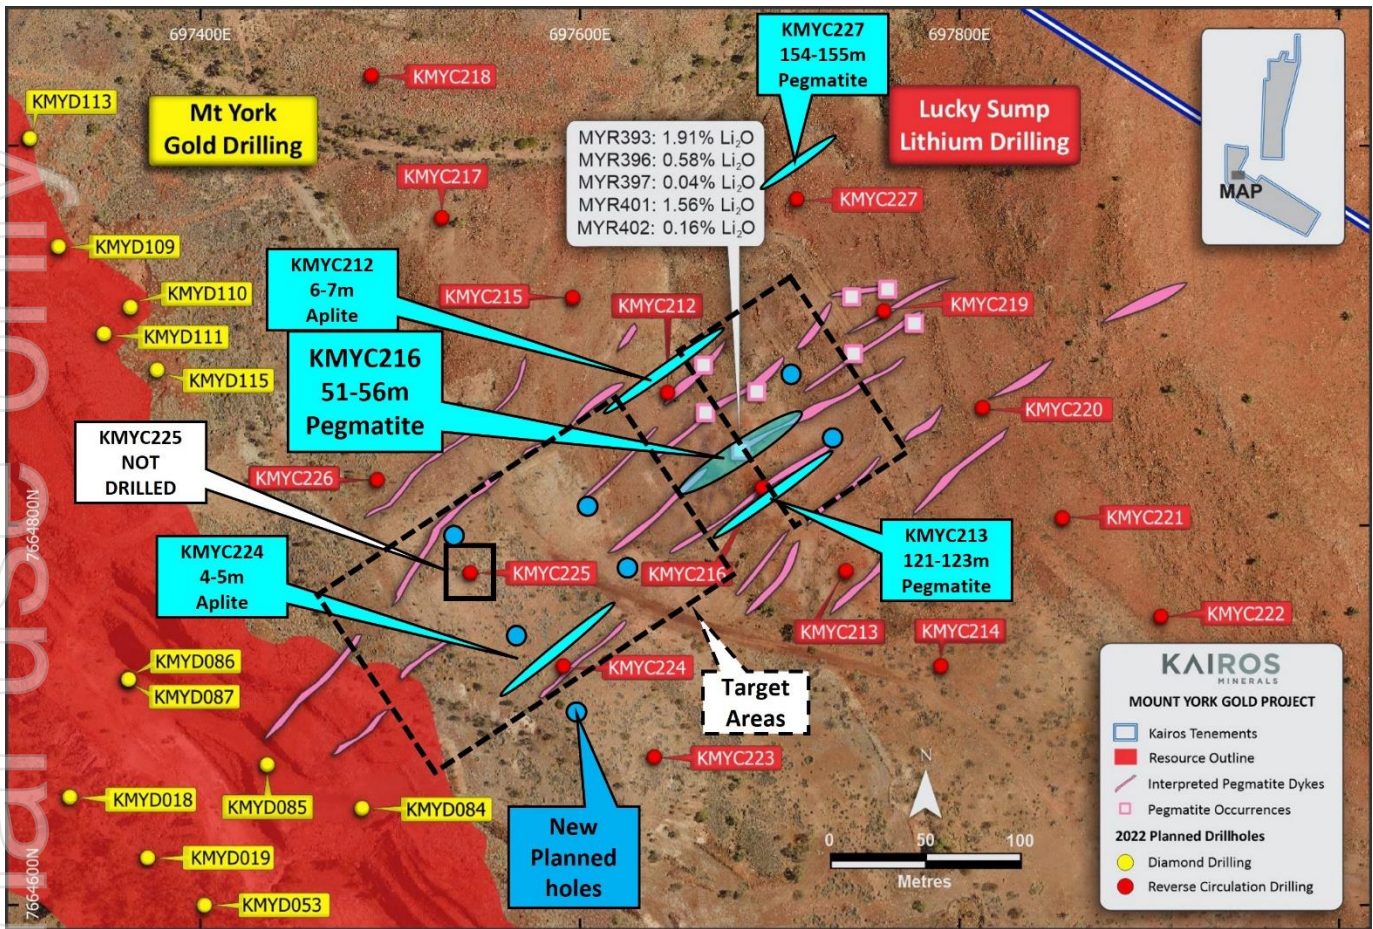 697400E
697600E
697800E
7664800N
7664600N
KMYC227
154-155m
Pegmatite
Mt York
Gold Drilling
Lucky Sump
Lithium Drilling
MAP
KMYD113
KMYC218
KMYC217
KMYC227
MYR393: 1.91% Li₂O
MYR396: 0.58% Li₂O
MYR397: 0.04% Li₂O
MYR401: 1.56% Li₂O
MYR402: 0.16% Li₂O
KMYD109
KMYD110
KMYD111
KMYD115
KMYC212
6-7m
Aplite
KMYC215
KMYC212
KMYC219
KMYC216
51-56m
Pegmatite
KMYC220
KMYC225
NOT
DRILLED
KMYC226
KMYC221
KMYC224
4-5m
Aplite
KMYC225
KMYC216
KMYC213
121-123m
Pegmatite
KMYC222
KMYC213
KMYC214
KMYD086
KMYD087
KMYC224
Target
Areas
KMYC223
KMYD018
KMYD085
KMYD084
KMYD019
KMYD053
New
Planned
holes
N
0 50 100
Metres
KAIROS
MINERALS
MOUNT YORK GOLD PROJECT
Kairos Tenements
Resource Outline
Interpreted Pegmatite Dykes
Pegmatite Occurrences
2022 Planned Drillholes
Diamond Drilling
Reverse Circulation Drilling
use only